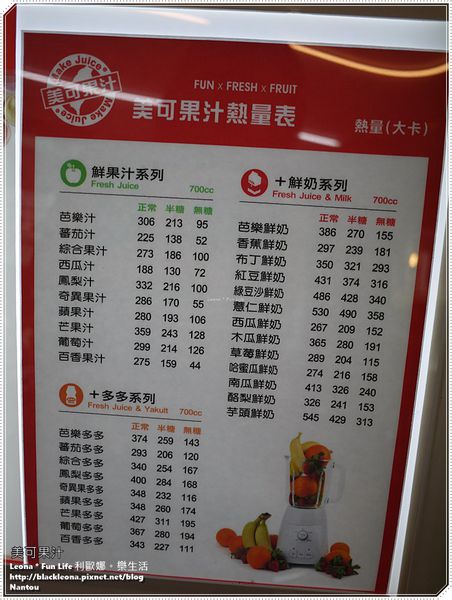 Make Juice®
美可果汁
Make Juice®
FUN x FRESH x FRUIT
美可果汁熱量表
熱量(大卡)
鮮果汁系列
Fresh Juice 700cc
正常 半糖 無糖
芭樂汁 306 213 95
蕃茄汁 225 138 52
綜合果汁 273 186 100
西瓜汁 188 130 72
鳳梨汁 332 216 100
奇異果汁 286 170 55
蘋果汁 280 193 106
芒果汁 359 243 128
葡萄汁 299 214 126
百香果汁 275 159 44
＋多多系列
Fresh Juice & Yakult 700cc
正常 半糖 無糖
芭樂多多 374 259 143
蕃茄多多 293 206 120
綜合多多 340 254 167
鳳梨多多 400 284 168
奇異果多多 348 232 116
蘋果多多 348 262 176
芒果多多 427 311 195
葡萄多多 367 280 194
百香多多 343 227 111
＋鮮奶系列
Fresh Juice & Milk 700cc
正常 半糖 無糖
芭樂鮮奶 386 270 155
香蕉鮮奶 297 239 181
布丁鮮奶 350 321 293
紅豆鮮奶 431 374 316
綠豆沙鮮奶 486 428 340
薏仁鮮奶 530 490 358
西瓜鮮奶 267 209 152
木瓜鮮奶 365 280 191
草莓鮮奶 289 204 115
哈蜜瓜鮮奶 274 216 158
南瓜鮮奶 413 326 240
酪梨鮮奶 326 241 153
芋頭鮮奶 545 429 313
美可果汁
Leona * Fun Life 利歐娜。樂生活
http://blackleona.pixnet.net/blog
Nantou